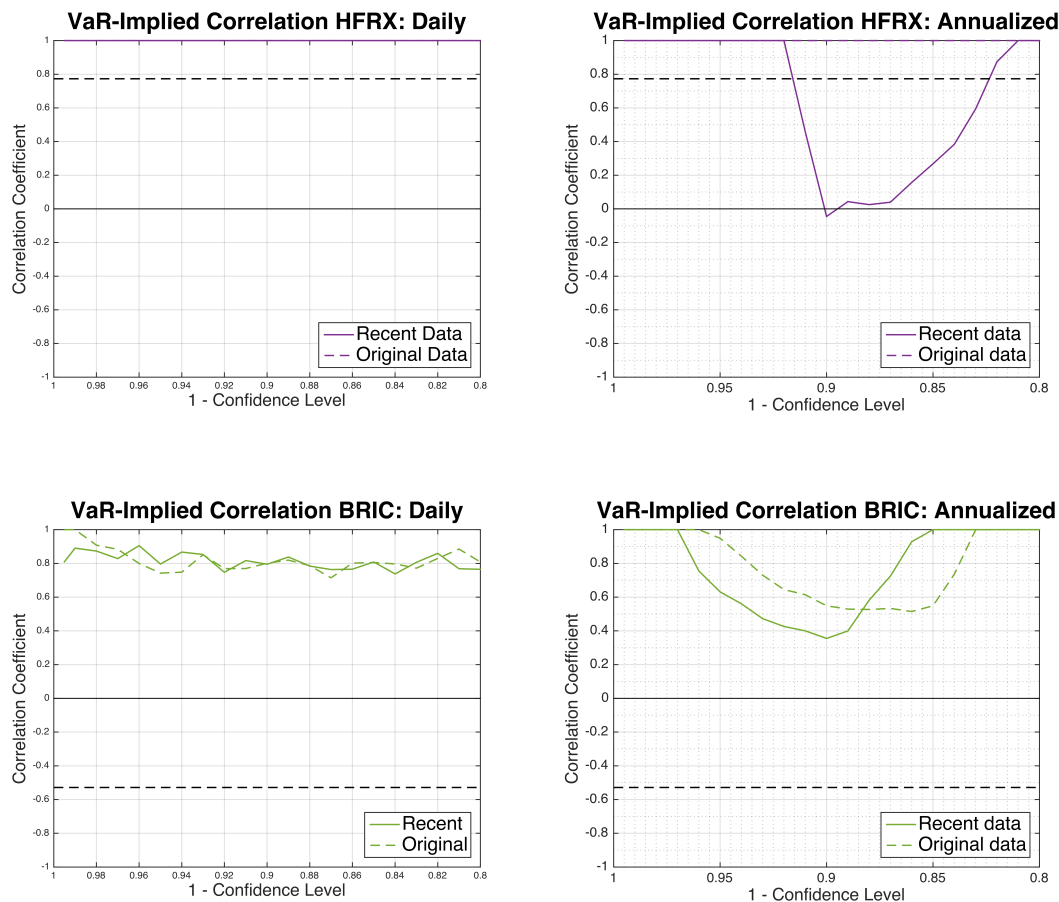 VaR-Implied Correlation HFRX: Daily
Correlation Coefficient
1
0.8
0.6
0.4
0.2
0
-0.2
-0.4
-0.6
-0.8
-1
Recent Data
Original Data
1 0.98 0.96 0.94 0.92 0.9 0.88 0.86 0.84 0.82 0.8
1 - Confidence Level
VaR-Implied Correlation HFRX: Annualized
Correlation Coefficient
1
0.8
0.6
0.4
0.2
0
-0.2
-0.4
-0.6
-0.8
-1
Recent data
Original data
1 0.95 0.9 0.85 0.8
1 - Confidence Level
VaR-Implied Correlation BRIC: Daily
Correlation Coefficient
1
0.8
0.6
0.4
0.2
0
-0.2
-0.4
-0.6
-0.8
-1
Recent
Original
1 0.98 0.96 0.94 0.92 0.9 0.88 0.86 0.84 0.82 0.8
1 - Confidence Level
VaR-Implied Correlation BRIC: Annualized
Correlation Coefficient
1
0.8
0.6
0.4
0.2
0
-0.2
-0.4
-0.6
-0.8
-1
Recent data
Original data
1 0.95 0.9 0.85 0.8
1 - Confidence Level